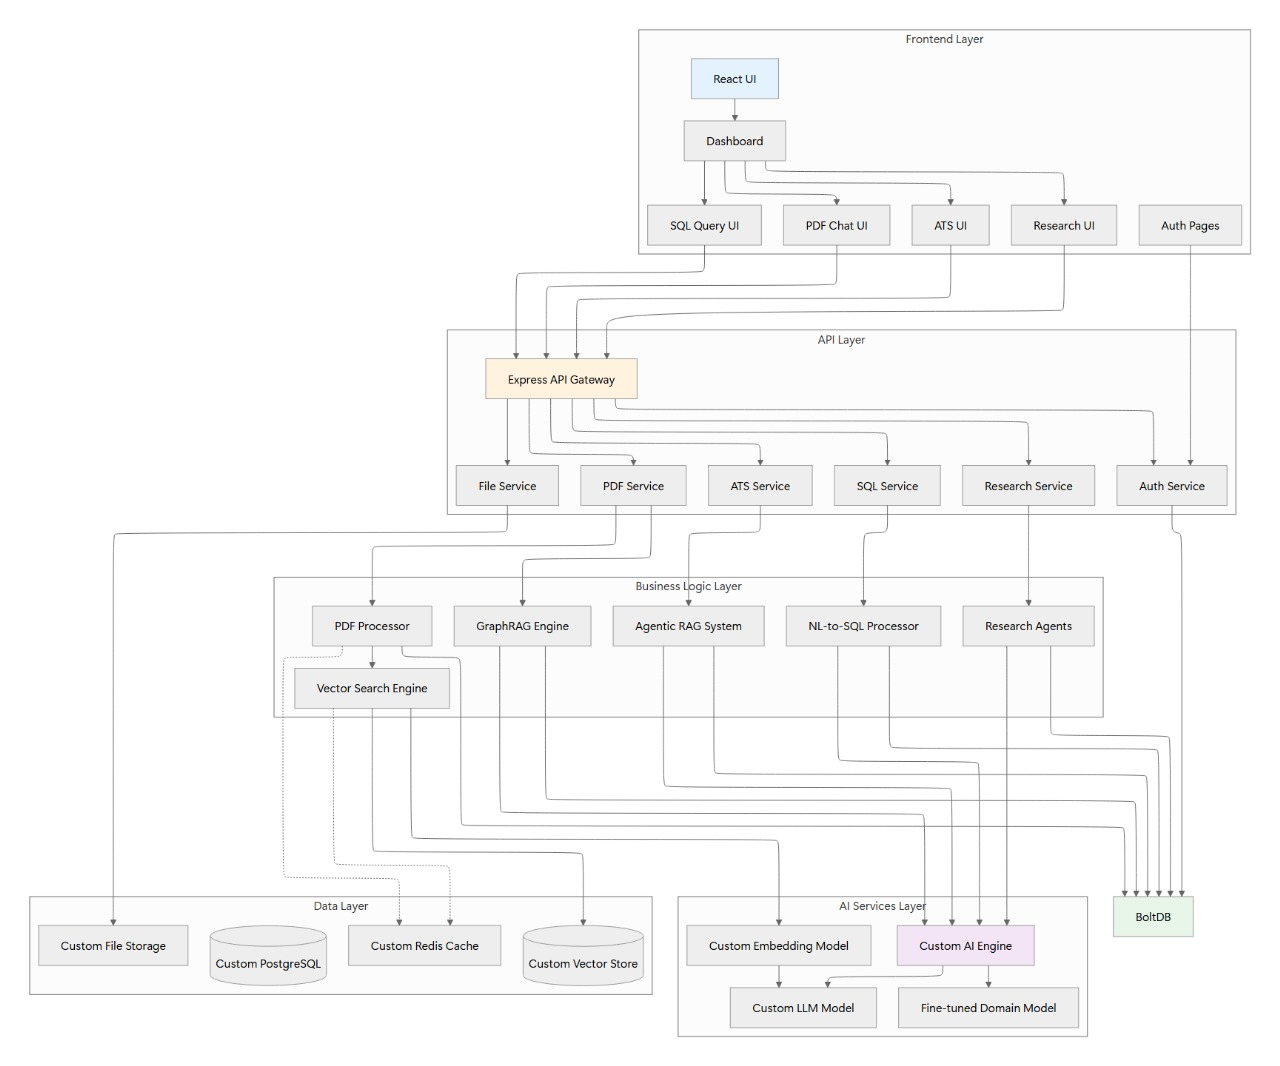 Frontend Layer
React UI
Dashboard
SQL Query UI
PDF Chat UI
ATS UI
Research UI
Auth Pages
API Layer
Express API Gateway
File Service
PDF Service
ATS Service
SQL Service
Research Service
Auth Service
Business Logic Layer
PDF Processor
GraphRAG Engine
Agentic RAG System
NL-to-SQL Processor
Research Agents
Vector Search Engine
Data Layer
Custom File Storage
Custom PostgreSQL
Custom Redis Cache
Custom Vector Store
AI Services Layer
Custom Embedding Model
Custom AI Engine
Custom LLM Model
Fine-tuned Domain Model
BoltDB